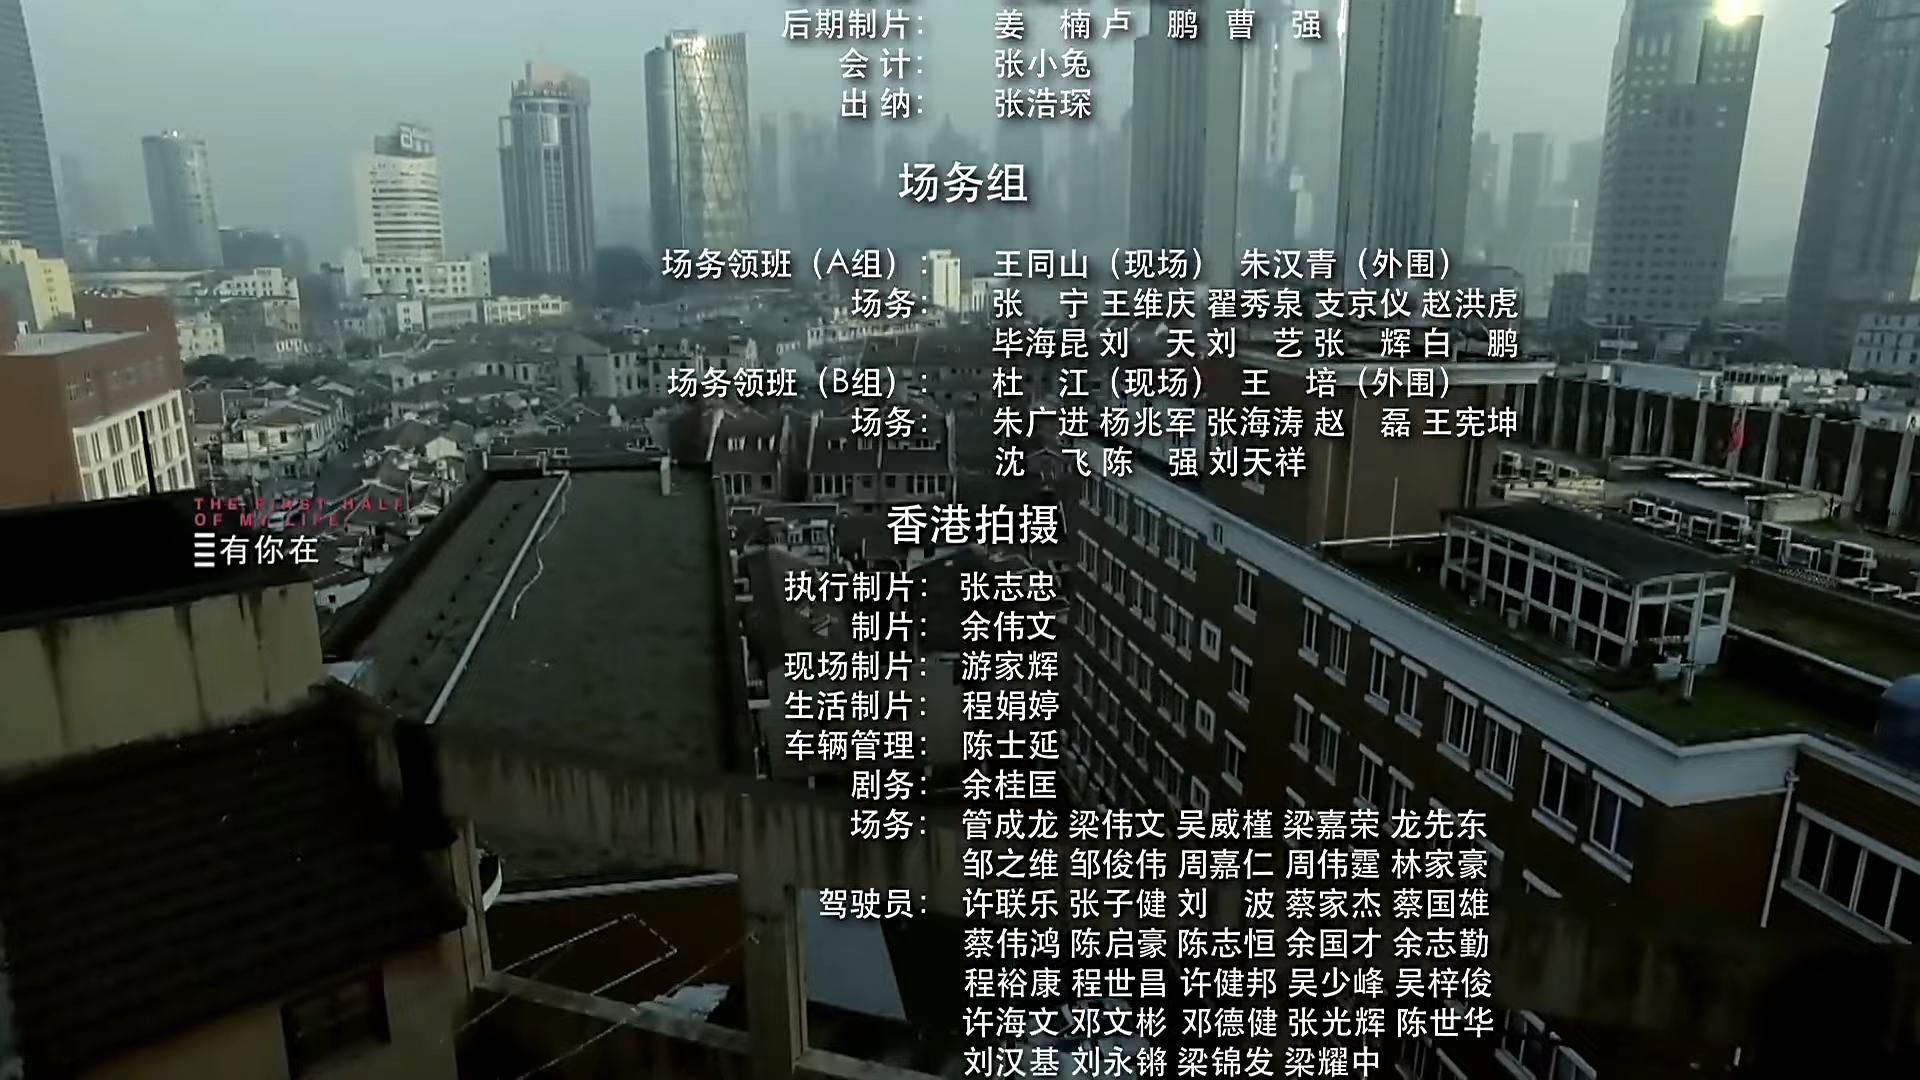 后期制片： 姜　楠 卢　鹏 曹　强
会 计： 张小兔
出 纳： 张浩琛
场务组
场务领班（A组）： 王同山（现场） 朱汉青（外围）
场务： 张　宁 王维庆 翟秀泉 支京仪 赵洪虎
毕海昆 刘　天 刘　艺 张　辉 白　鹏
场务领班（B组）： 杜　江（现场） 王　培（外围）
场务： 朱广进 杨兆军 张海涛 赵　磊 王宪坤
沈　飞 陈　强 刘天祥
THE FIRST HALF
OF MY LIFE
有你在
香港拍摄
执行制片： 张志忠
制片： 余伟文
现场制片： 游家辉
生活制片： 程娟婷
车辆管理： 陈士延
剧务： 余桂匡
场务： 管成龙 梁伟文 吴威槿 梁嘉荣 龙先东
邹之维 邹俊伟 周嘉仁 周伟霆 林家豪
驾驶员： 许联乐 张子健 刘　波 蔡家杰 蔡国雄
蔡伟鸿 陈启豪 陈志恒 余国才 余志勤
程裕康 程世昌 许健邦 吴少峰 吴梓俊
许海文 邓文彬 邓德健 张光辉 陈世华
刘汉基 刘永锵 梁锦发 梁耀中